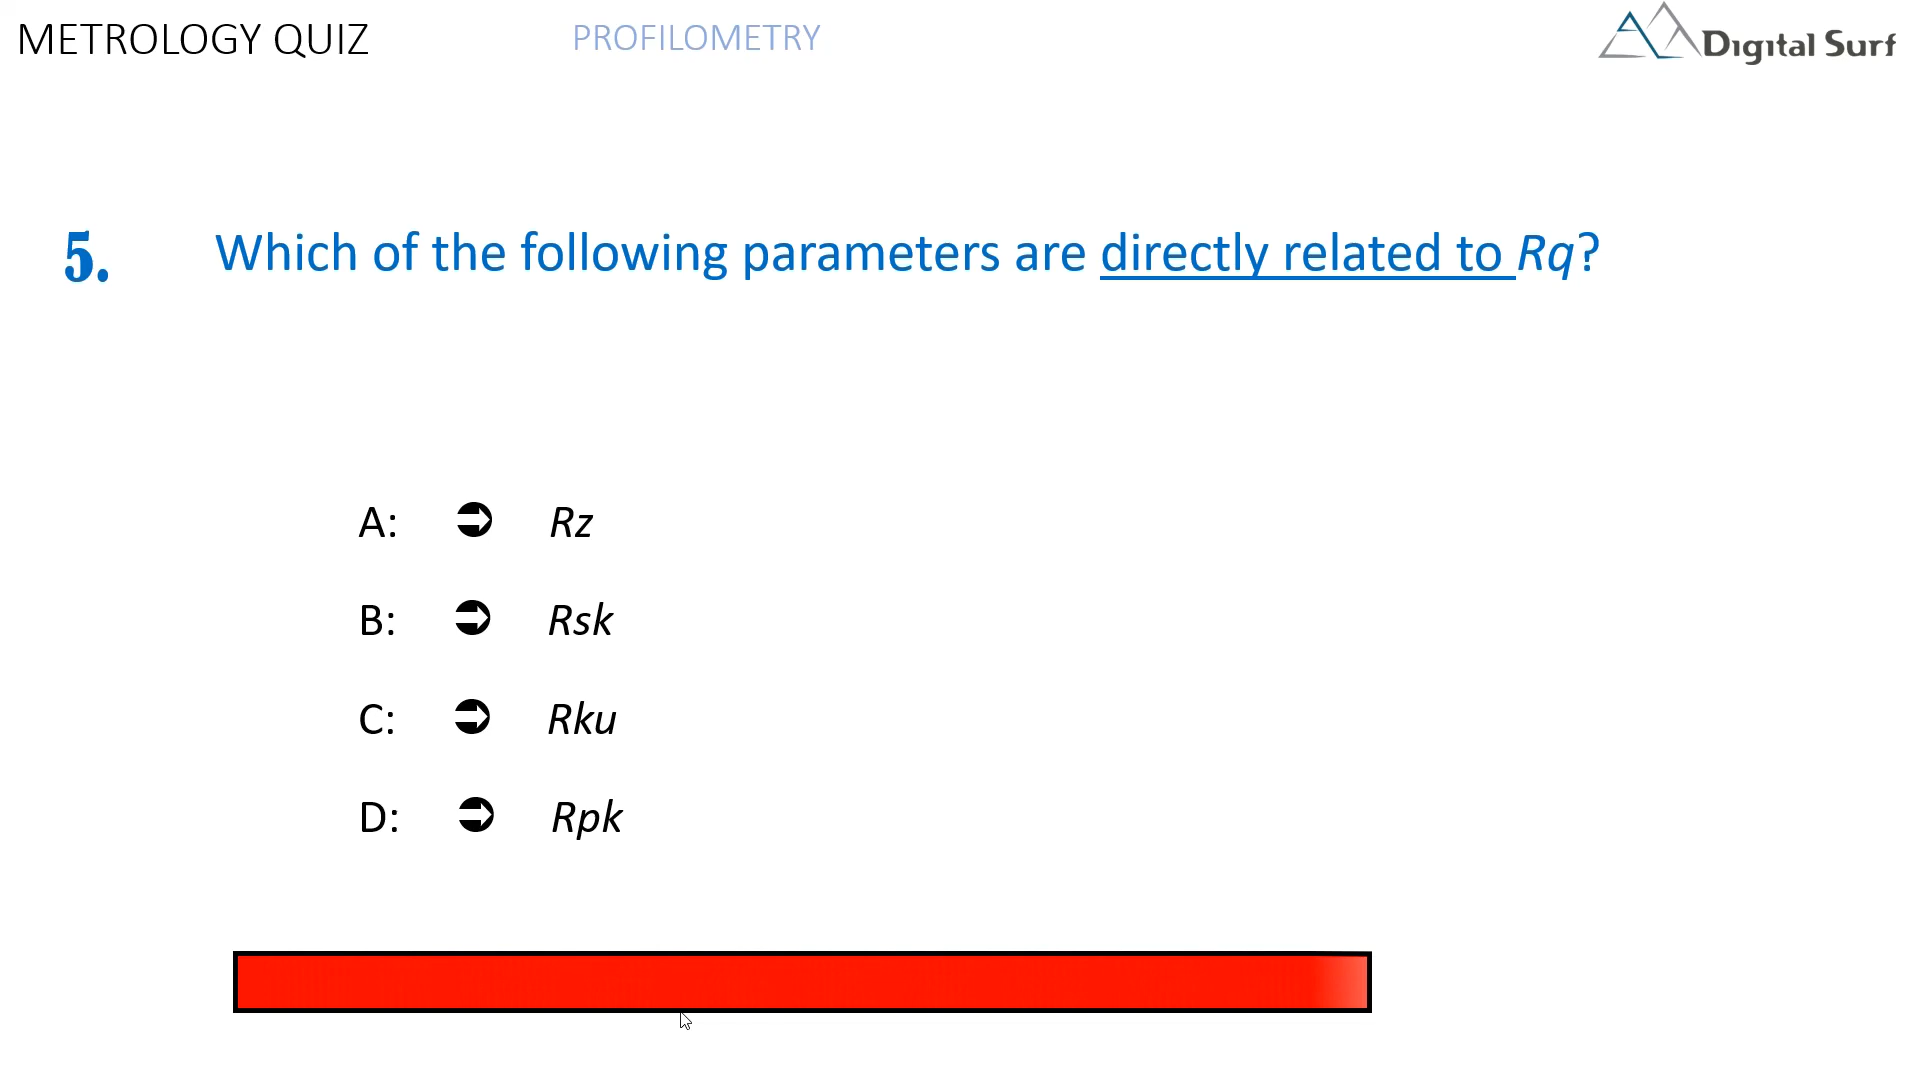 METROLOGY QUIZ
PROFILOMETRY
Dıgıtal Surf
5. Which of the following parameters are directly related to Rq?
A: ➲ Rz
B: ➲ Rsk
C: ➲ Rku
D: ➲ Rpk